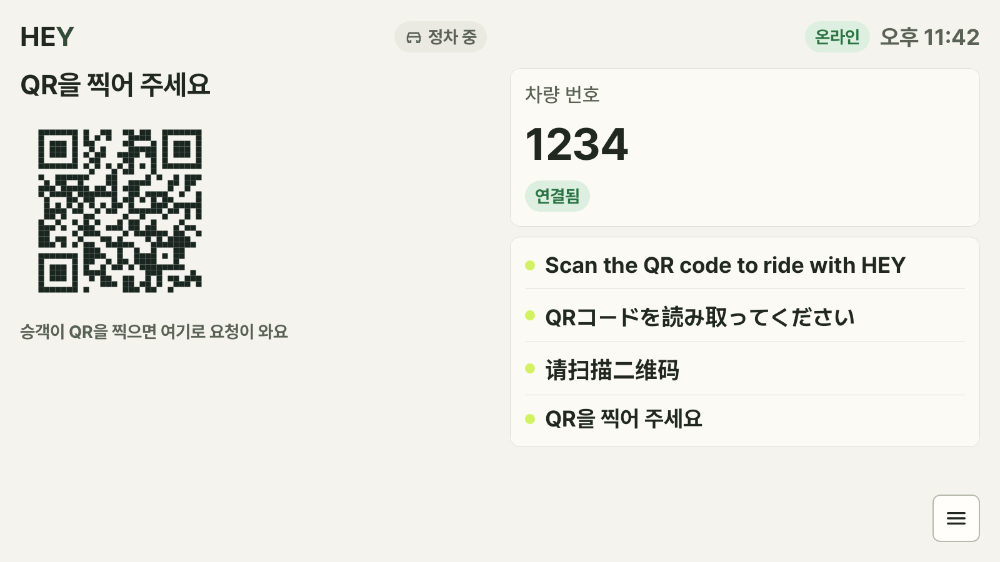 HEY
정차 중
온라인
오후 11:42
QR을 찍어 주세요
승객이 QR을 찍으면 여기로 요청이 와요
차량 번호
1234
연결됨
Scan the QR code to ride with HEY
QRコードを読み取ってください
请扫描二维码
QR을 찍어 주세요